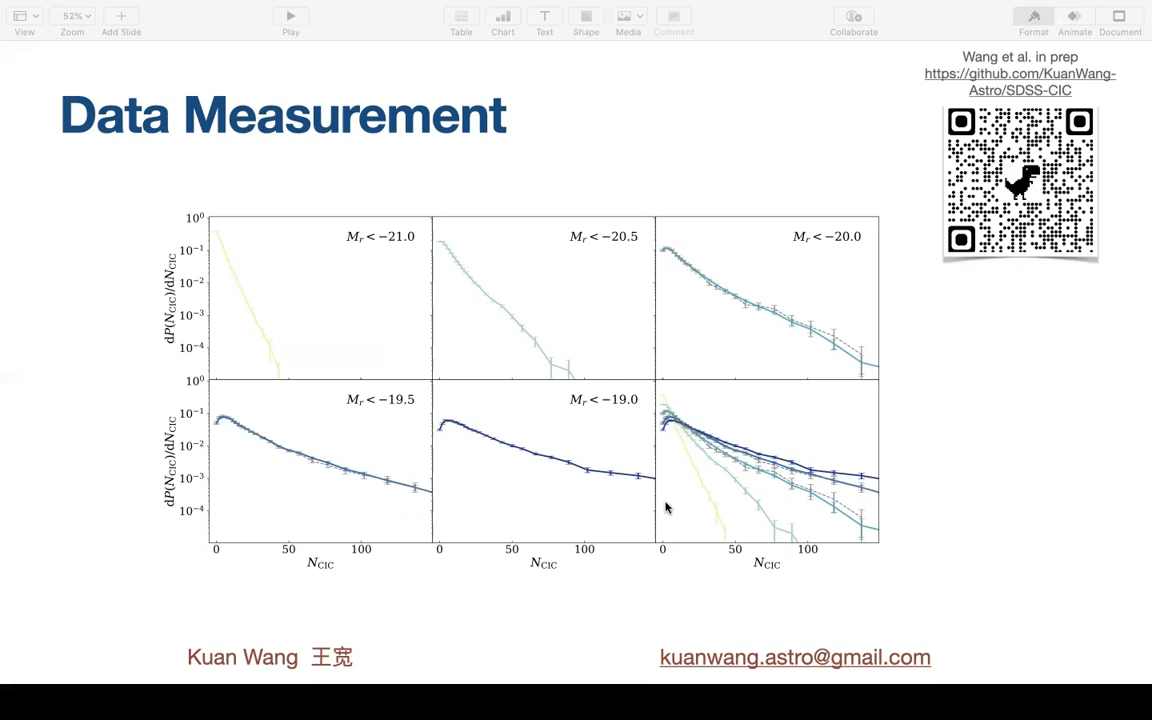 View
52%
Zoom
Add Slide
Play
Table
Chart
Text
Shape
Media
Comment
Collaborate
Format
Animate
Document
Wang et al. in prep
https://github.com/KuanWang-
Astro/SDSS-CIC
Data Measurement
dP(N_CIC)/dN_CIC
10^0
10^-1
10^-2
10^-3
10^-4
M_r < −21.0
M_r < −20.5
M_r < −20.0
dP(N_CIC)/dN_CIC
10^0
10^-1
10^-2
10^-3
10^-4
M_r < −19.5
M_r < −19.0
0 50 100
0 50 100
0 50 100
N_CIC
N_CIC
N_CIC
Kuan Wang 王宽
kuanwang.astro@gmail.com